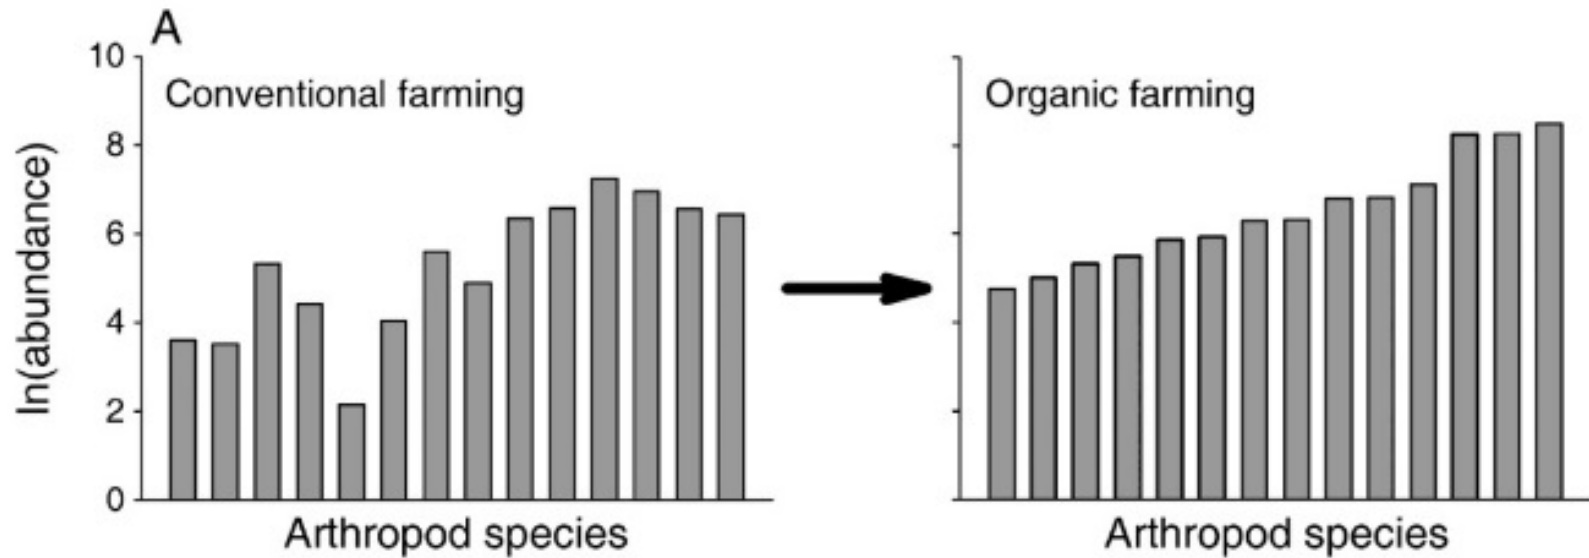 A
Conventional farming
Organic farming
ln(abundance)
10
8
6
4
2
0
Arthropod species
Arthropod species